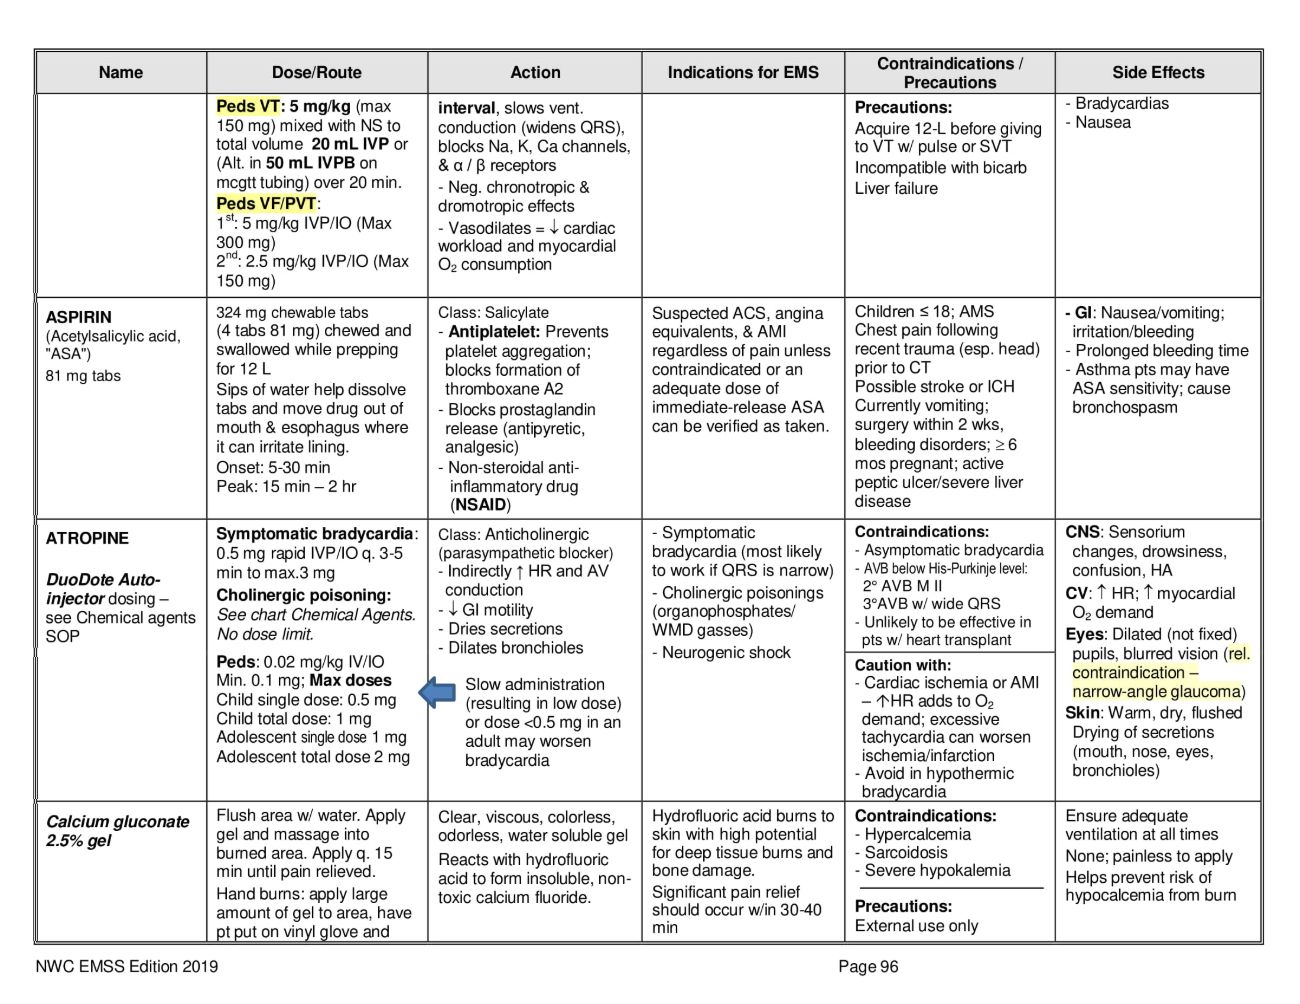 Name
Dose/Route
Action
Indications for EMS
Contraindications /
Precautions
Side Effects
Peds VT: 5 mg/kg (max
150 mg) mixed with NS to
total volume 20 mL IVP or
(Alt. in 50 mL IVPB on
mcgtt tubing) over 20 min.
Peds VF/PVT:
1st: 5 mg/kg IVP/IO (Max
300 mg)
2nd: 2.5 mg/kg IVP/IO (Max
150 mg)
interval, slows vent.
conduction (widens QRS),
blocks Na, K, Ca channels,
& α / β receptors
- Neg. chronotropic &
dromotropic effects
- Vasodilates = ↓ cardiac
workload and myocardial
O₂ consumption
Precautions:
Acquire 12-L before giving
to VT w/ pulse or SVT
Incompatible with bicarb
Liver failure
- Bradycardias
- Nausea
ASPIRIN
(Acetylsalicylic acid,
"ASA")
81 mg tabs
324 mg chewable tabs
(4 tabs 81 mg) chewed and
swallowed while prepping
for 12 L
Sips of water help dissolve
tabs and move drug out of
mouth & esophagus where
it can irritate lining.
Onset: 5-30 min
Peak: 15 min – 2 hr
Class: Salicylate
- Antiplatelet: Prevents
platelet aggregation;
blocks formation of
thromboxane A2
- Blocks prostaglandin
release (antipyretic,
analgesic)
- Non-steroidal anti-
inflammatory drug
(NSAID)
Suspected ACS, angina
equivalents, & AMI
regardless of pain unless
contraindicated or an
adequate dose of
immediate-release ASA
can be verified as taken.
Children ≤ 18; AMS
Chest pain following
recent trauma (esp. head)
prior to CT
Possible stroke or ICH
Currently vomiting;
surgery within 2 wks,
bleeding disorders; ≥ 6
mos pregnant; active
peptic ulcer/severe liver
disease
- GI: Nausea/vomiting;
irritation/bleeding
- Prolonged bleeding time
- Asthma pts may have
ASA sensitivity; cause
bronchospasm
ATROPINE
DuoDote Auto-
injector dosing –
see Chemical agents
SOP
Symptomatic bradycardia:
0.5 mg rapid IVP/IO q. 3-5
min to max.3 mg
Cholinergic poisoning:
See chart Chemical Agents.
No dose limit.
Peds: 0.02 mg/kg IV/IO
Min. 0.1 mg; Max doses
Child single dose: 0.5 mg
Child total dose: 1 mg
Adolescent single dose 1 mg
Adolescent total dose 2 mg
Class: Anticholinergic
(parasympathetic blocker)
- Indirectly ↑ HR and AV
conduction
- ↓ GI motility
- Dries secretions
- Dilates bronchioles
Slow administration
(resulting in low dose)
or dose <0.5 mg in an
adult may worsen
bradycardia
- Symptomatic
bradycardia (most likely
to work if QRS is narrow)
- Cholinergic poisonings
(organophosphates/
WMD gasses)
- Neurogenic shock
Contraindications:
- Asymptomatic bradycardia
- AVB below His-Purkinje level:
2° AVB M II
3°AVB w/ wide QRS
- Unlikely to be effective in
pts w/ heart transplant
Caution with:
- Cardiac ischemia or AMI
– ↑HR adds to O₂
demand; excessive
tachycardia can worsen
ischemia/infarction
- Avoid in hypothermic
bradycardia
CNS: Sensorium
changes, drowsiness,
confusion, HA
CV: ↑ HR; ↑ myocardial
O₂ demand
Eyes: Dilated (not fixed)
pupils, blurred vision (rel.
contraindication –
narrow-angle glaucoma)
Skin: Warm, dry, flushed
Drying of secretions
(mouth, nose, eyes,
bronchioles)
Calcium gluconate
2.5% gel
Flush area w/ water. Apply
gel and massage into
burned area. Apply q. 15
min until pain relieved.
Hand burns: apply large
amount of gel to area, have
pt put on vinyl glove and
Clear, viscous, colorless,
odorless, water soluble gel
Reacts with hydrofluoric
acid to form insoluble, non-
toxic calcium fluoride.
Hydrofluoric acid burns to
skin with high potential
for deep tissue burns and
bone damage.
Significant pain relief
should occur w/in 30-40
min
Contraindications:
- Hypercalcemia
- Sarcoidosis
- Severe hypokalemia
Precautions:
External use only
Ensure adequate
ventilation at all times
None; painless to apply
Helps prevent risk of
hypocalcemia from burn
NWC EMSS Edition 2019
Page 96